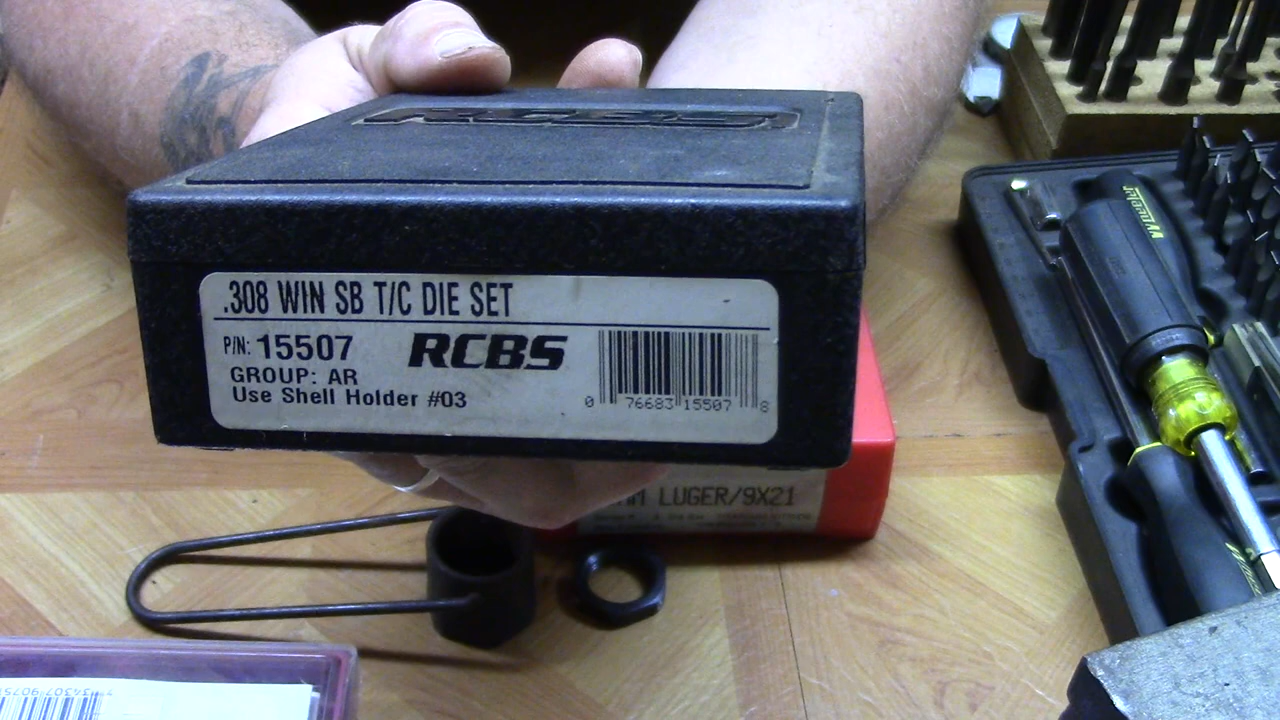 RCBS
.308 WIN SB T/C DIE SET
P/N: 15507 RCBS
GROUP: AR
Use Shell Holder #03
0 76683 15507 8
LUGER/9X21
Wheeler